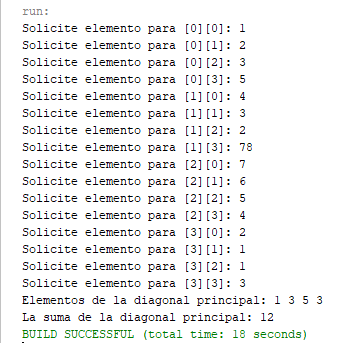 run:
Solicite elemento para [0][0]: 1
Solicite elemento para [0][1]: 2
Solicite elemento para [0][2]: 3
Solicite elemento para [0][3]: 5
Solicite elemento para [1][0]: 4
Solicite elemento para [1][1]: 3
Solicite elemento para [1][2]: 2
Solicite elemento para [1][3]: 78
Solicite elemento para [2][0]: 7
Solicite elemento para [2][1]: 6
Solicite elemento para [2][2]: 5
Solicite elemento para [2][3]: 4
Solicite elemento para [3][0]: 2
Solicite elemento para [3][1]: 1
Solicite elemento para [3][2]: 1
Solicite elemento para [3][3]: 3
Elementos de la diagonal principal: 1 3 5 3
La suma de la diagonal principal: 12
BUILD SUCCESSFUL (total time: 18 seconds)